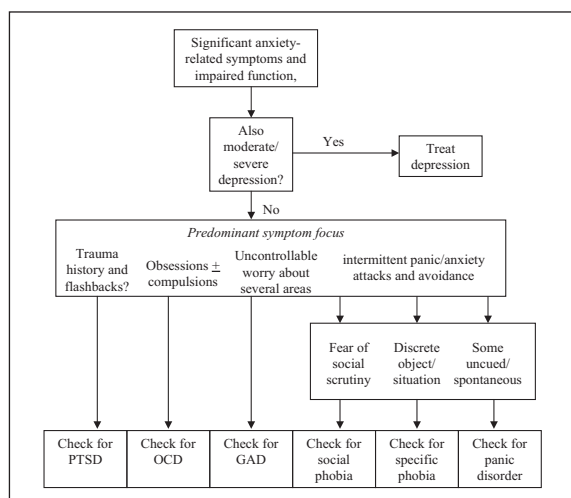 Significant anxiety-
related symptoms and
impaired function,
Also
moderate/
severe
depression?
Yes
Treat
depression
No
Predominant symptom focus
Trauma
history and
flashbacks?
Obsessions ±
compulsions
Uncontrollable
worry about
several areas
intermittent panic/anxiety
attacks and avoidance
Fear of
social
scrutiny
Discrete
object/
situation
Some
uncued/
spontaneous
Check for
PTSD
Check for
OCD
Check for
GAD
Check for
social
phobia
Check for
specific
phobia
Check for
panic
disorder